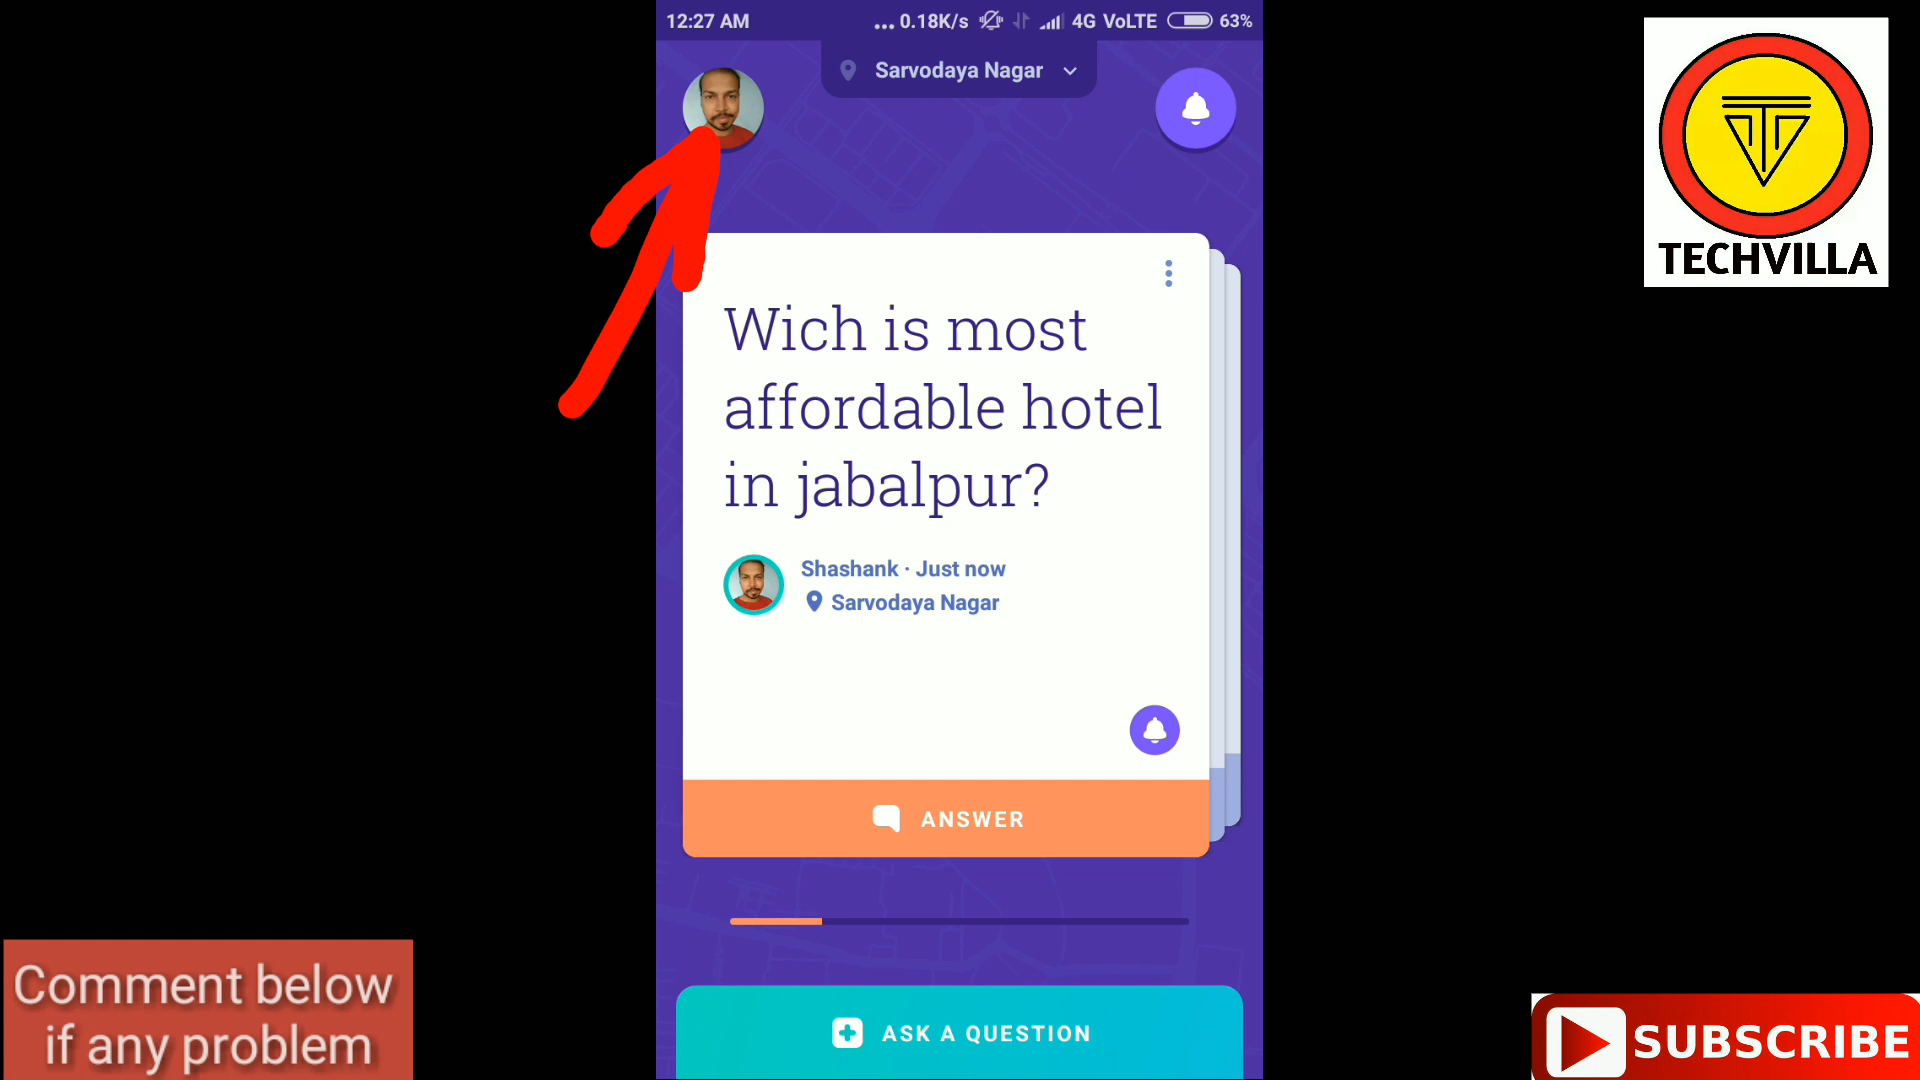 12:27 AM
... 0.18K/s 4G VoLTE 63%
Sarvodaya Nagar
TECHVILLA
Wich is most
affordable hotel
in jabalpur?
Shashank · Just now
Sarvodaya Nagar
ANSWER
ASK A QUESTION
Comment below
if any problem
SUBSCRIBE